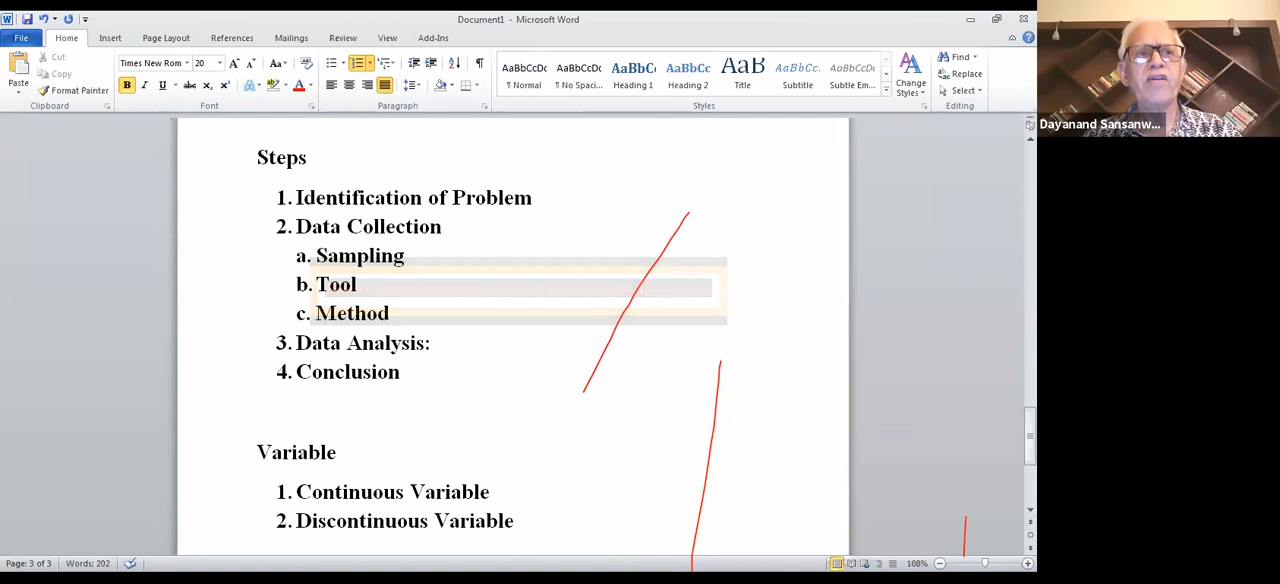 Document1 - Microsoft Word
File Home Insert Page Layout References Mailings Review View Add-Ins
Cut
Copy
Paste
Format Painter
Clipboard
Times New Rom 20
Font
Paragraph
AaBbCcDc AaBbCcDc AaBbC AaBbCc AaB AaBbCc. AaBbCcDc
¶ Normal ¶ No Spaci... Heading 1 Heading 2 Title Subtitle Subtle Em...
Styles
Change Styles
Find
Replace
Select
Editing
Dayanand Sansanw...
Steps
1. Identification of Problem
2. Data Collection
a. Sampling
b. Tool
c. Method
3. Data Analysis:
4. Conclusion
Variable
1. Continuous Variable
2. Discontinuous Variable
Page: 3 of 3 Words: 202 108%